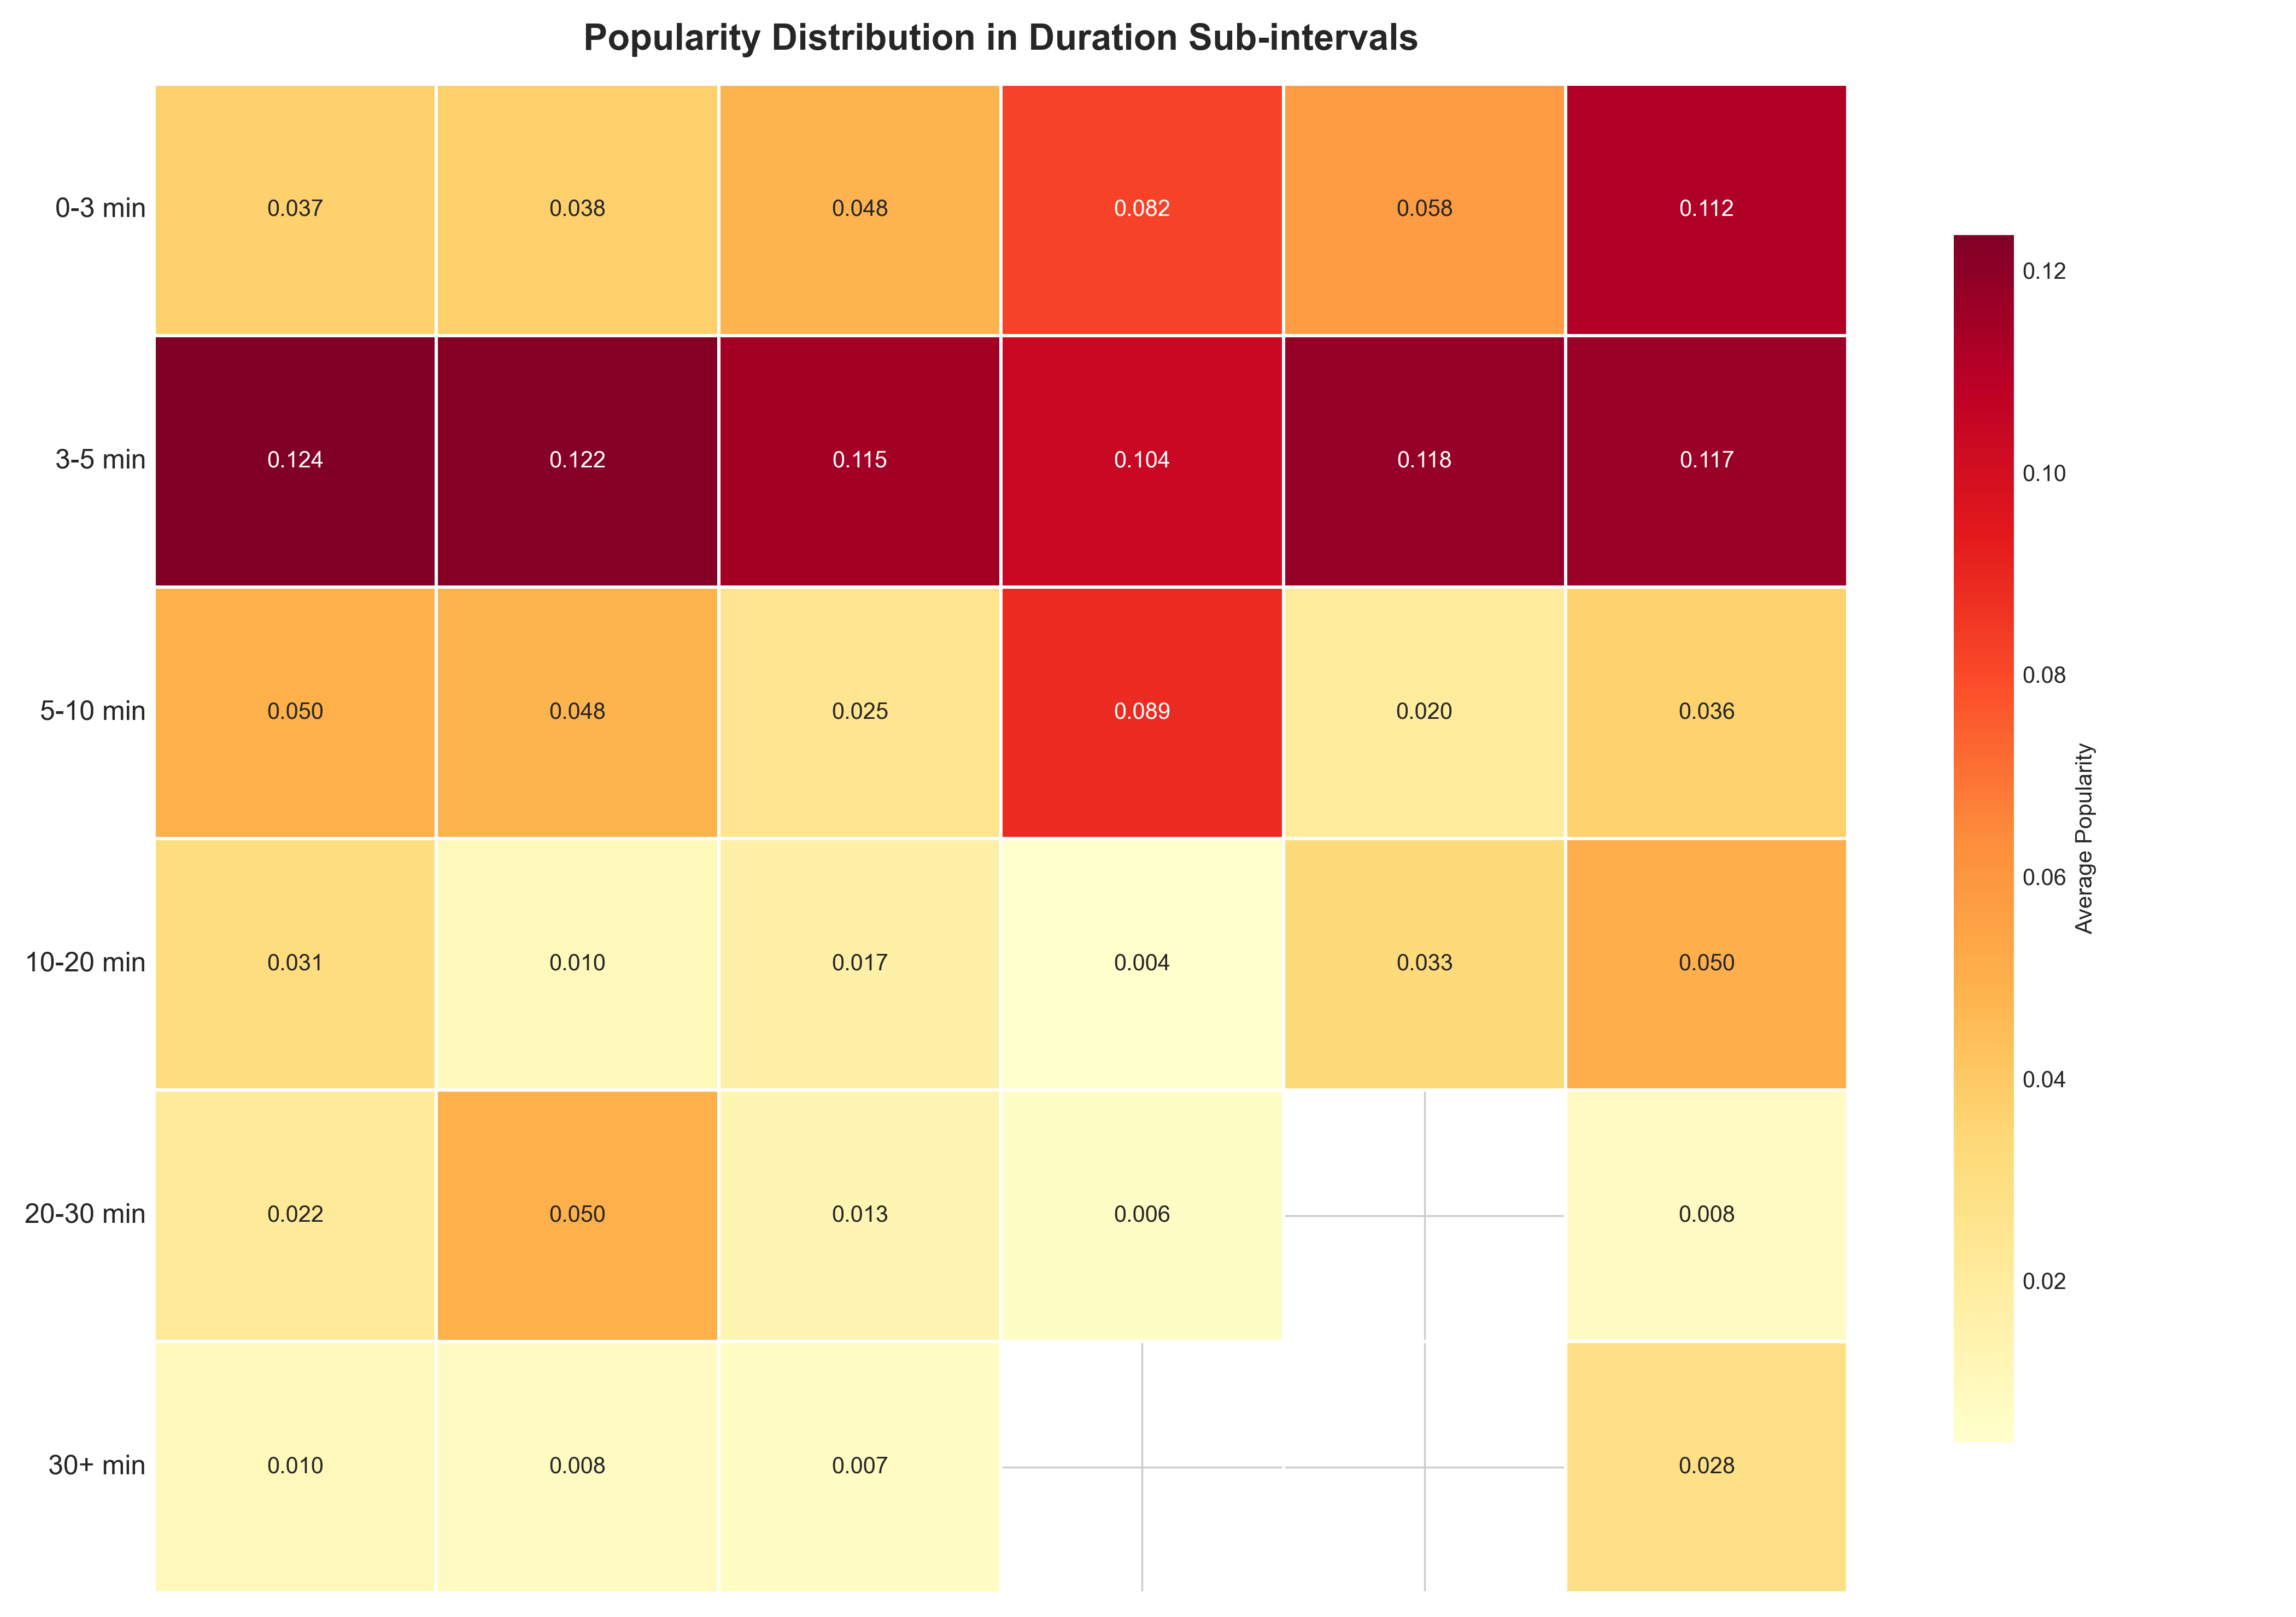 Popularity Distribution in Duration Sub-intervals
0-3 min 0.037 0.038 0.048 0.082 0.058 0.112
3-5 min 0.124 0.122 0.115 0.104 0.118 0.117
5-10 min 0.050 0.048 0.025 0.089 0.020 0.036
10-20 min 0.031 0.010 0.017 0.004 0.033 0.050
20-30 min 0.022 0.050 0.013 0.006 0.008
30+ min 0.010 0.008 0.007 0.028
0.12
0.10
0.08
0.06
0.04
0.02
Average Popularity